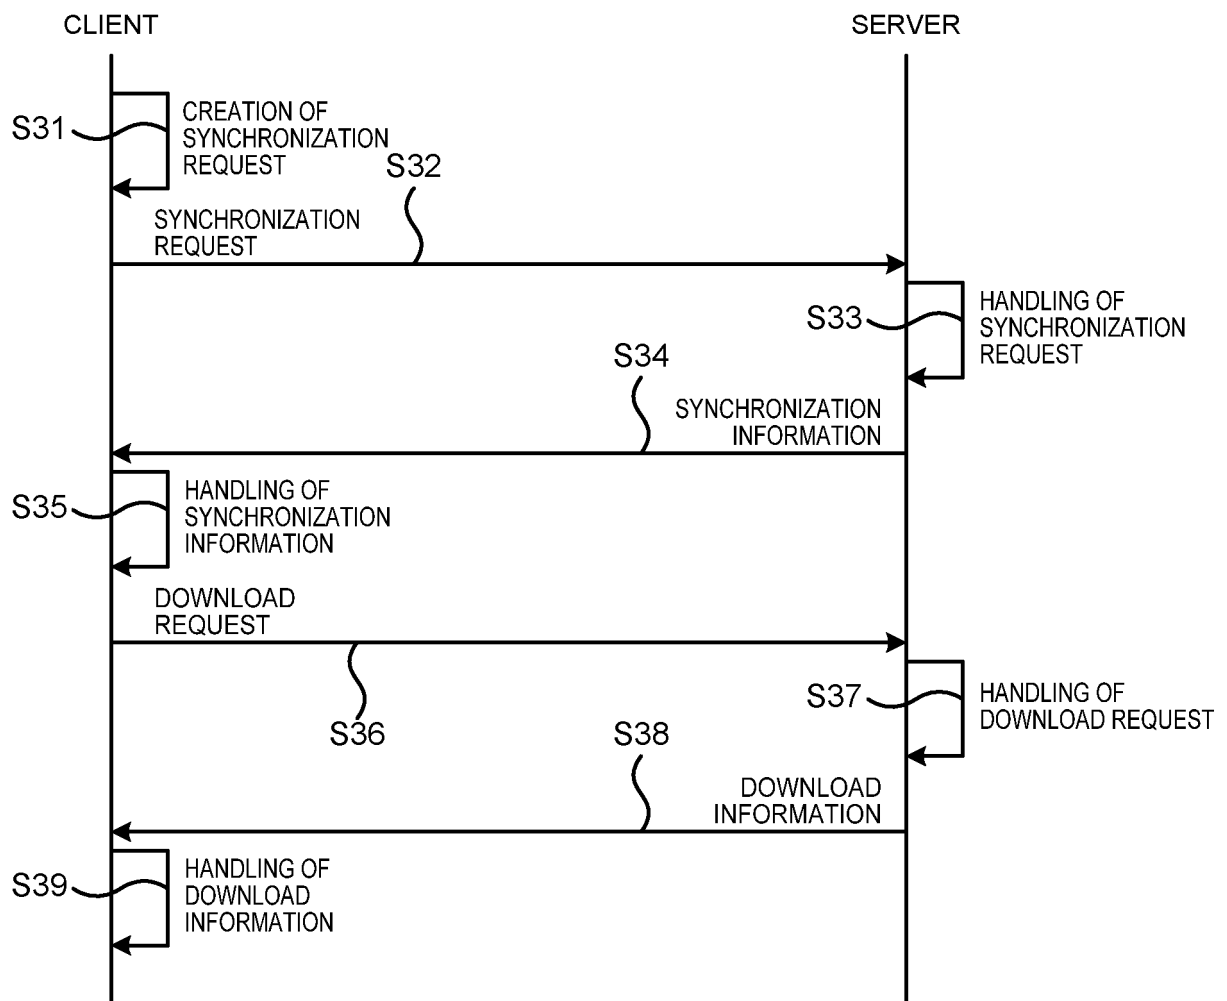 CLIENT
SERVER
S31
CREATION OF
SYNCHRONIZATION
REQUEST
S32
SYNCHRONIZATION
REQUEST
S33
HANDLING OF
SYNCHRONIZATION
REQUEST
S34
SYNCHRONIZATION
INFORMATION
S35
HANDLING OF
SYNCHRONIZATION
INFORMATION
DOWNLOAD
REQUEST
S36
S37
HANDLING OF
DOWNLOAD REQUEST
S38
DOWNLOAD
INFORMATION
S39
HANDLING OF
DOWNLOAD
INFORMATION